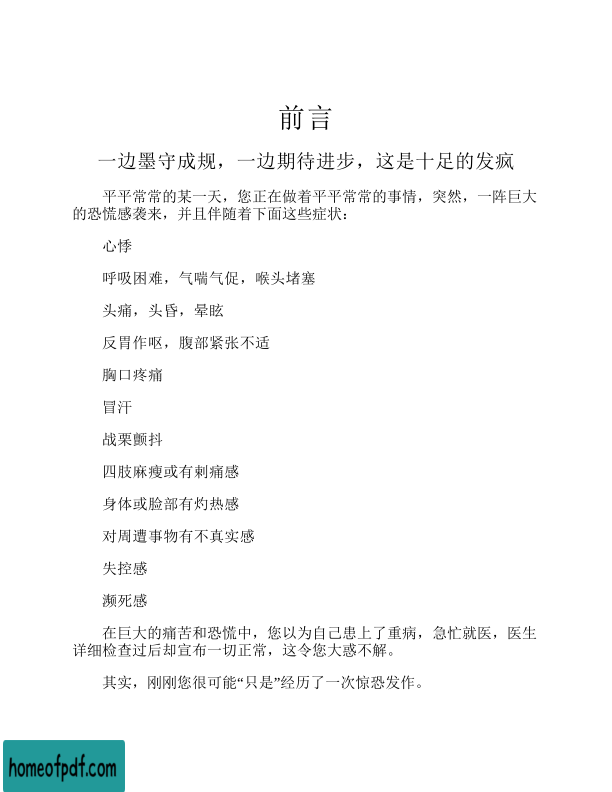 前言
一边墨守成规，一边期待进步，这是十足的发疯
平平常常的某一天，您正在做着平平常常的事情，突然，一阵巨大
的恐慌感袭来，并且伴随着下面这些症状：
心悸
呼吸困难，气喘气促，喉头堵塞
头痛，头昏，晕眩
反胃作呕，腹部紧张不适
胸口疼痛
冒汗
战栗颤抖
四肢麻痩或有刺痛感
身体或脸部有灼热感
对周遭事物有不真实感
失控感
濒死感
在巨大的痛苦和恐慌中，您以为自己患上了重病，急忙就医，医生
详细检查过后却宣布一切正常，这令您大惑不解。
其实，刚刚您很可能“只是”经历了一次惊恐发作。
homeofpdf.com